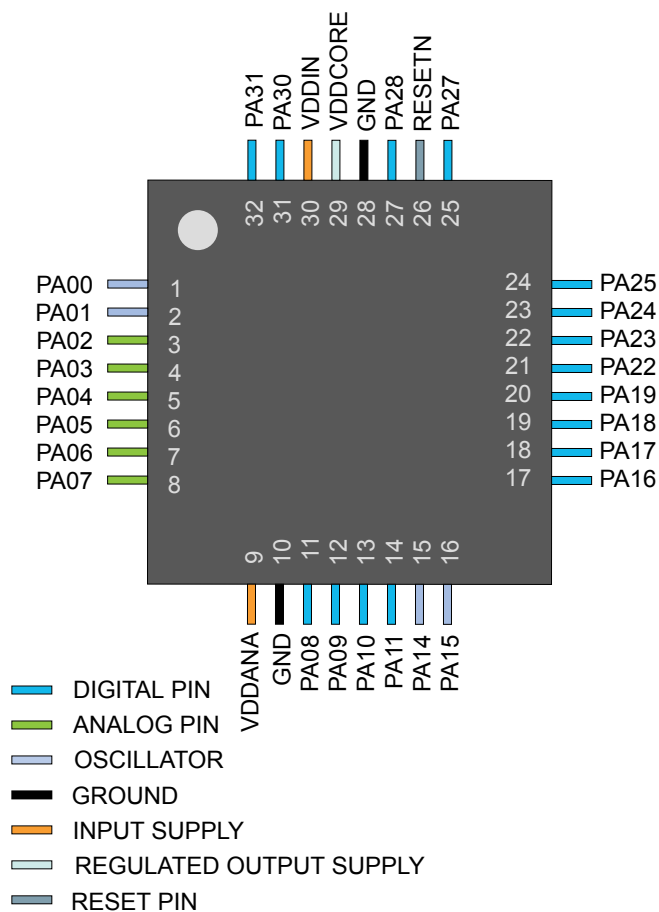 PA31
PA30
VDDIN
VDDCORE
GND
PA28
RESETN
PA27
32
31
30
29
28
27
26
25
PA00 1
PA01 2
PA02 3
PA03 4
PA04 5
PA05 6
PA06 7
PA07 8
24 PA25
23 PA24
22 PA23
21 PA22
20 PA19
19 PA18
18 PA17
17 PA16
9
10
11
12
13
14
15
16
VDDANA
GND
PA08
PA09
PA10
PA11
PA14
PA15
DIGITAL PIN
ANALOG PIN
OSCILLATOR
GROUND
INPUT SUPPLY
REGULATED OUTPUT SUPPLY
RESET PIN